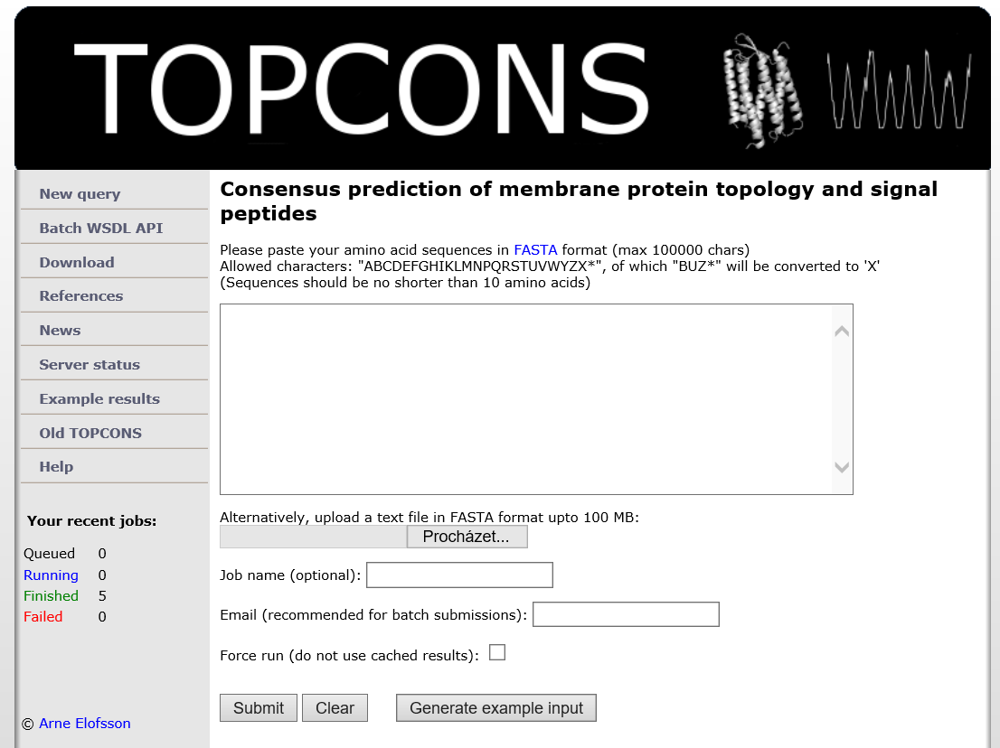 TOPCONS
New query
Batch WSDL API
Download
References
News
Server status
Example results
Old TOPCONS
Help
Your recent jobs:
Queued 0
Running 0
Finished 5
Failed 0
© Arne Elofsson
Consensus prediction of membrane protein topology and signal
peptides
Please paste your amino acid sequences in FASTA format (max 100000 chars)
Allowed characters: "ABCDEFGHIKLMNPQRSTUVWYZX*", of which "BUZ*" will be converted to 'X'
(Sequences should be no shorter than 10 amino acids)
Alternatively, upload a text file in FASTA format upto 100 MB:
Procházet...
Job name (optional):
Email (recommended for batch submissions):
Force run (do not use cached results):
Submit Clear Generate example input